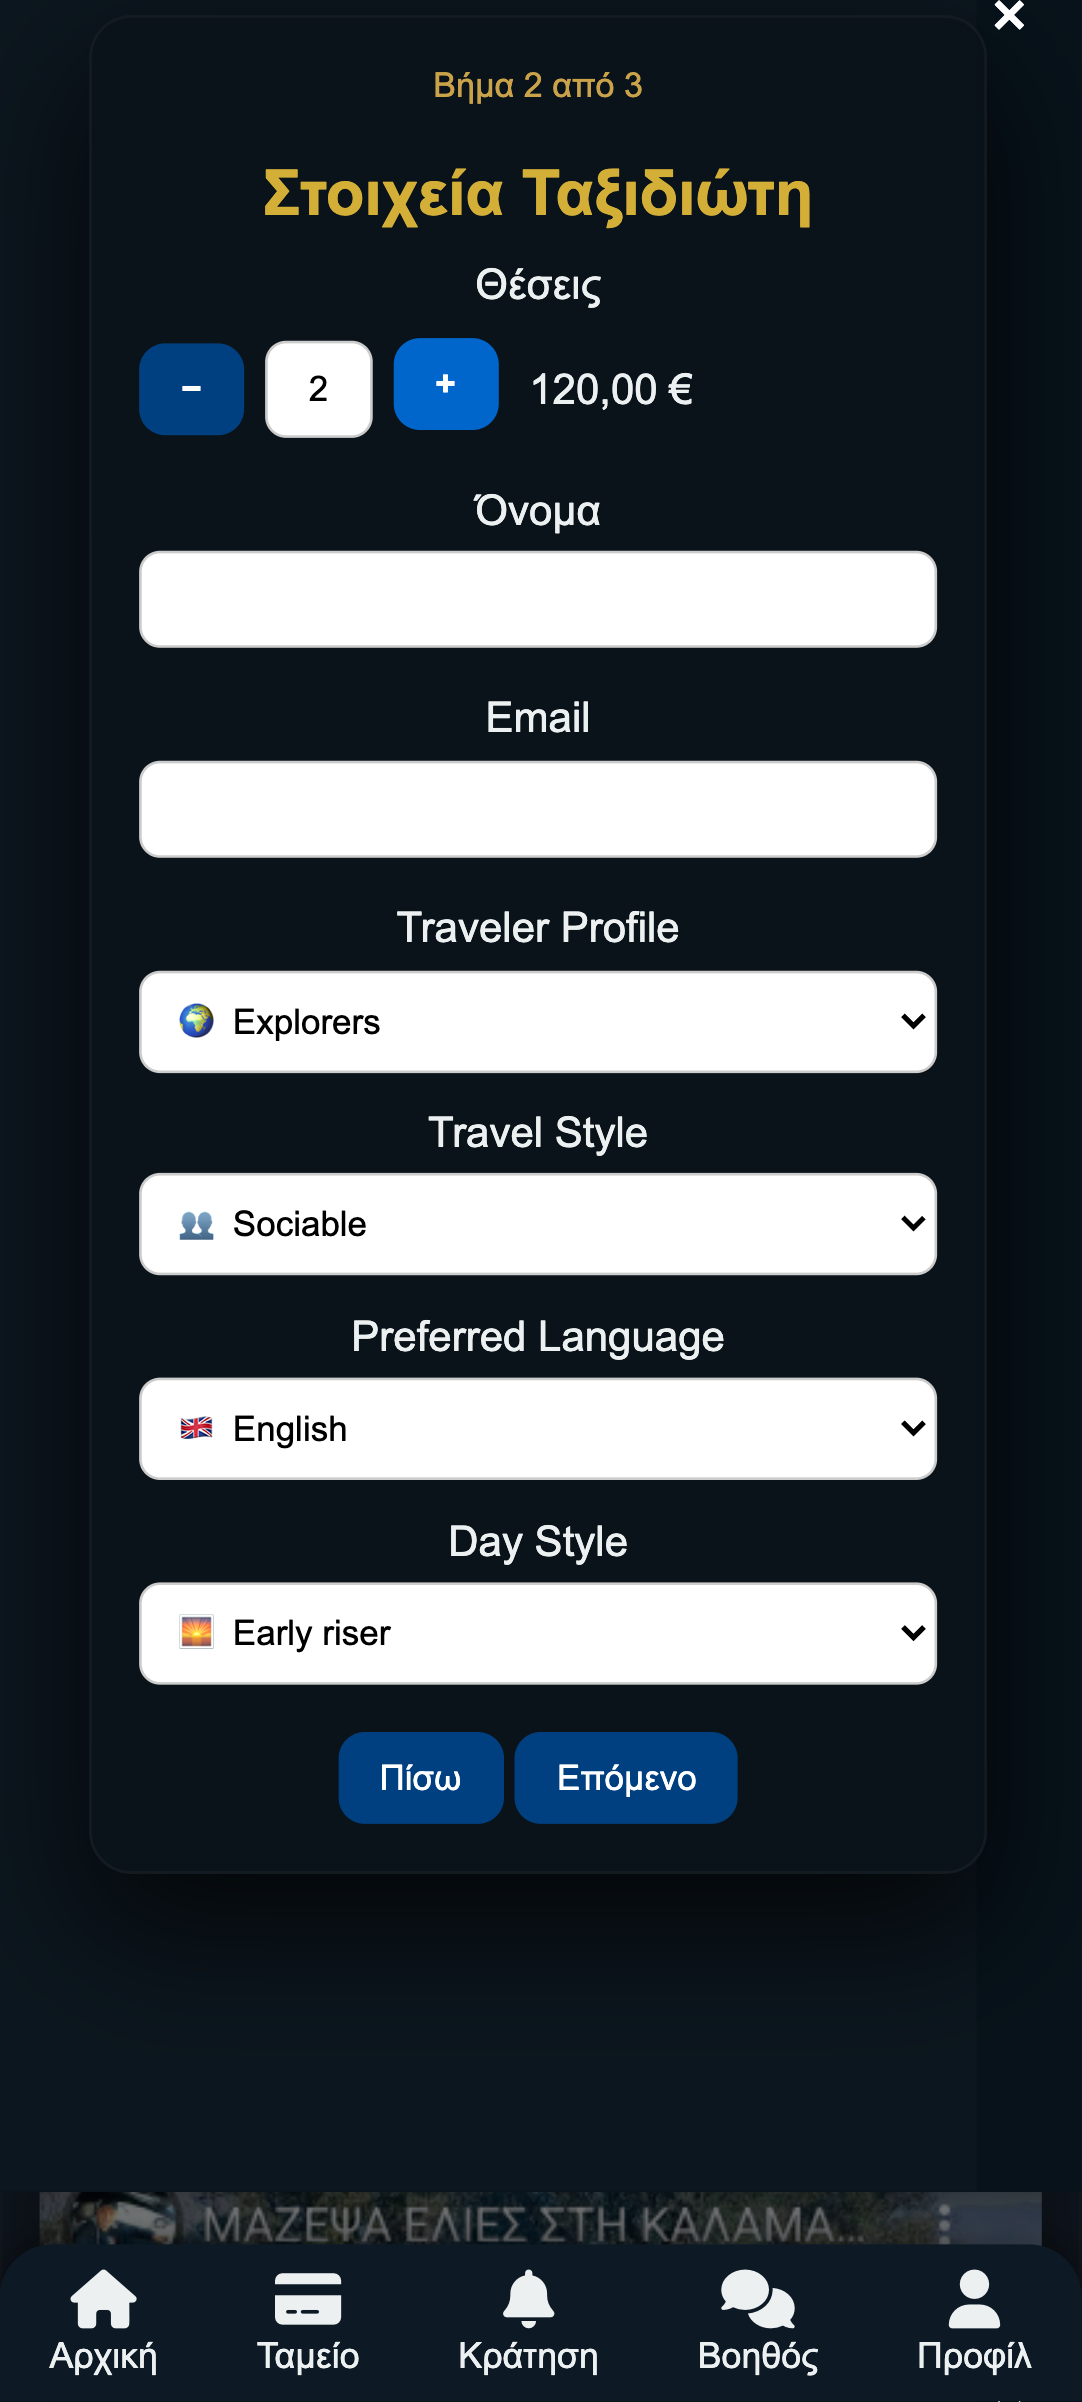 Βήμα 2 από 3
Στοιχεία Ταξιδιώτη
Θέσεις
- 2 + 120,00 €
Όνομα
Email
Traveler Profile
🌍 Explorers
Travel Style
👥 Sociable
Preferred Language
🇬🇧 English
Day Style
🌅 Early riser
Πίσω Επόμενο
ΜΑΖΕΨΑ ΕΛΙΕΣ ΣΤΗ ΚΑΛΑΜΑ...
Αρχική Ταμείο Κράτηση Βοηθός Προφίλ